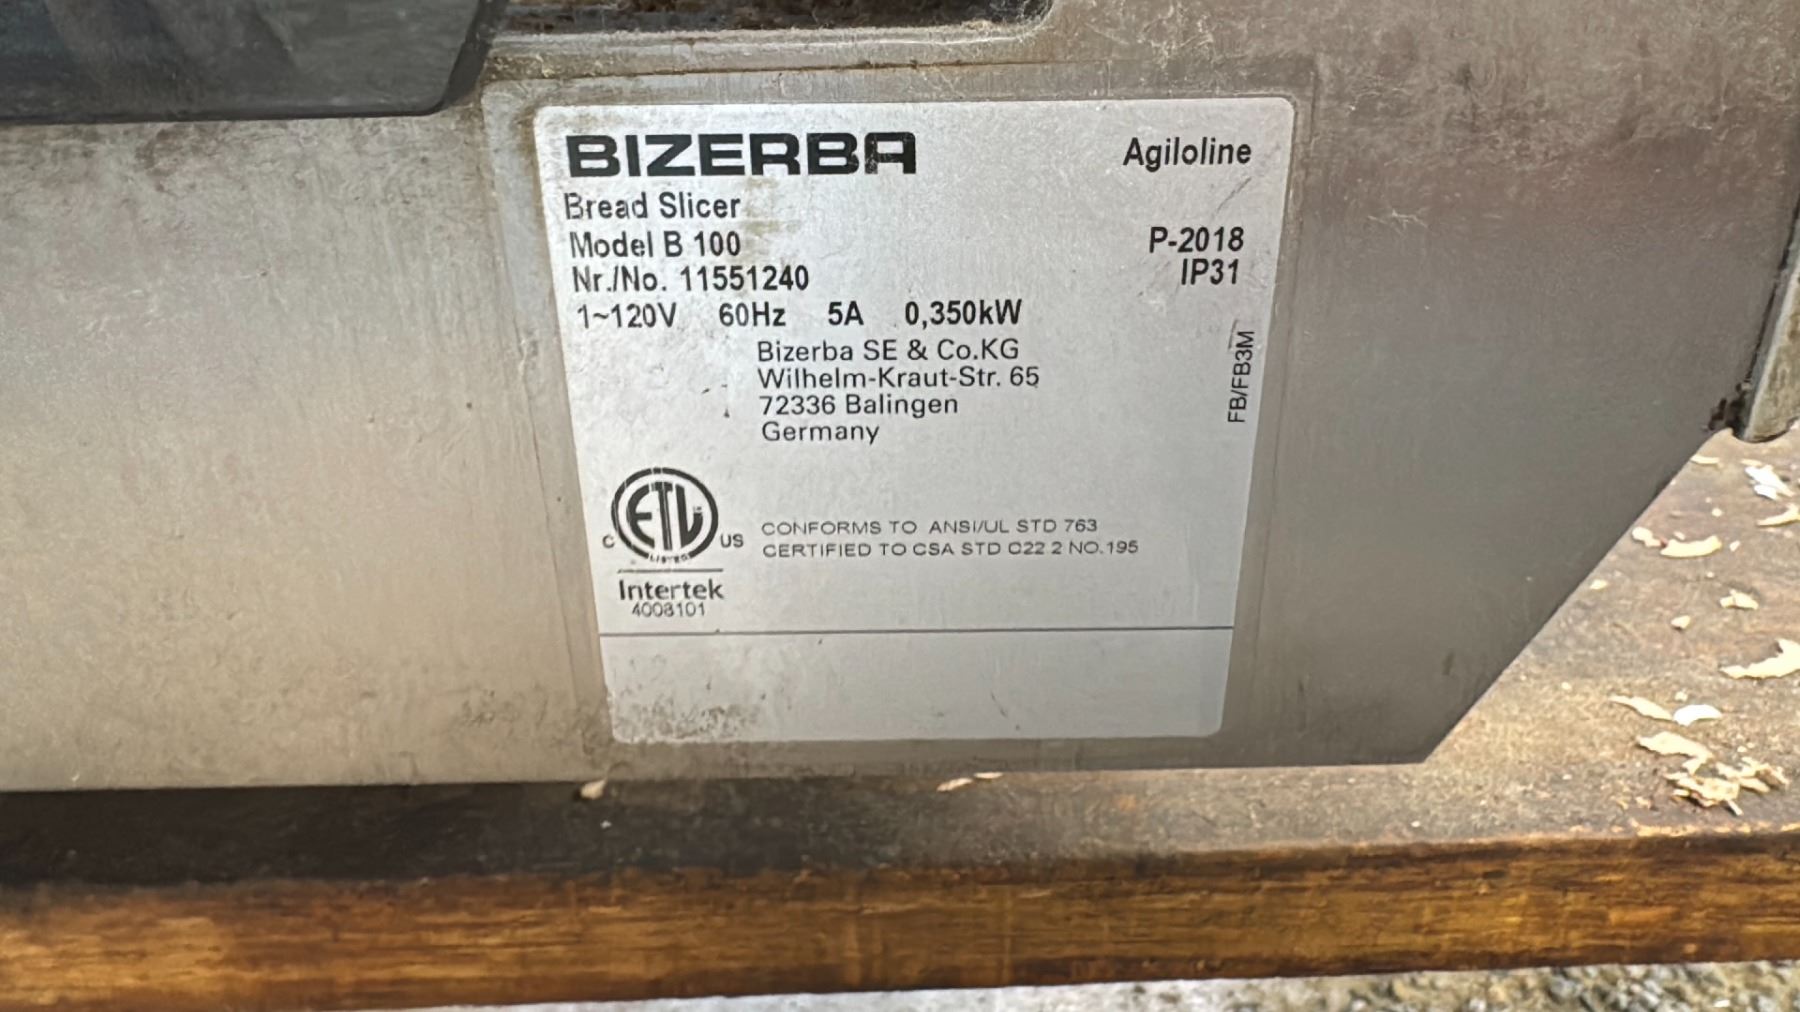 BIZERBA Agiloline
Bread Slicer
Model B 100 P-2018
Nr./No. 11551240 IP31
1~120V 60Hz 5A 0,350kW
Bizerba SE & Co.KG
Wilhelm-Kraut-Str. 65
72336 Balingen
Germany
FB/FB3M
ETL
C US
LISTED
CONFORMS TO ANSI/UL STD 763
CERTIFIED TO CSA STD C22 2 NO.195
Intertek
4008101